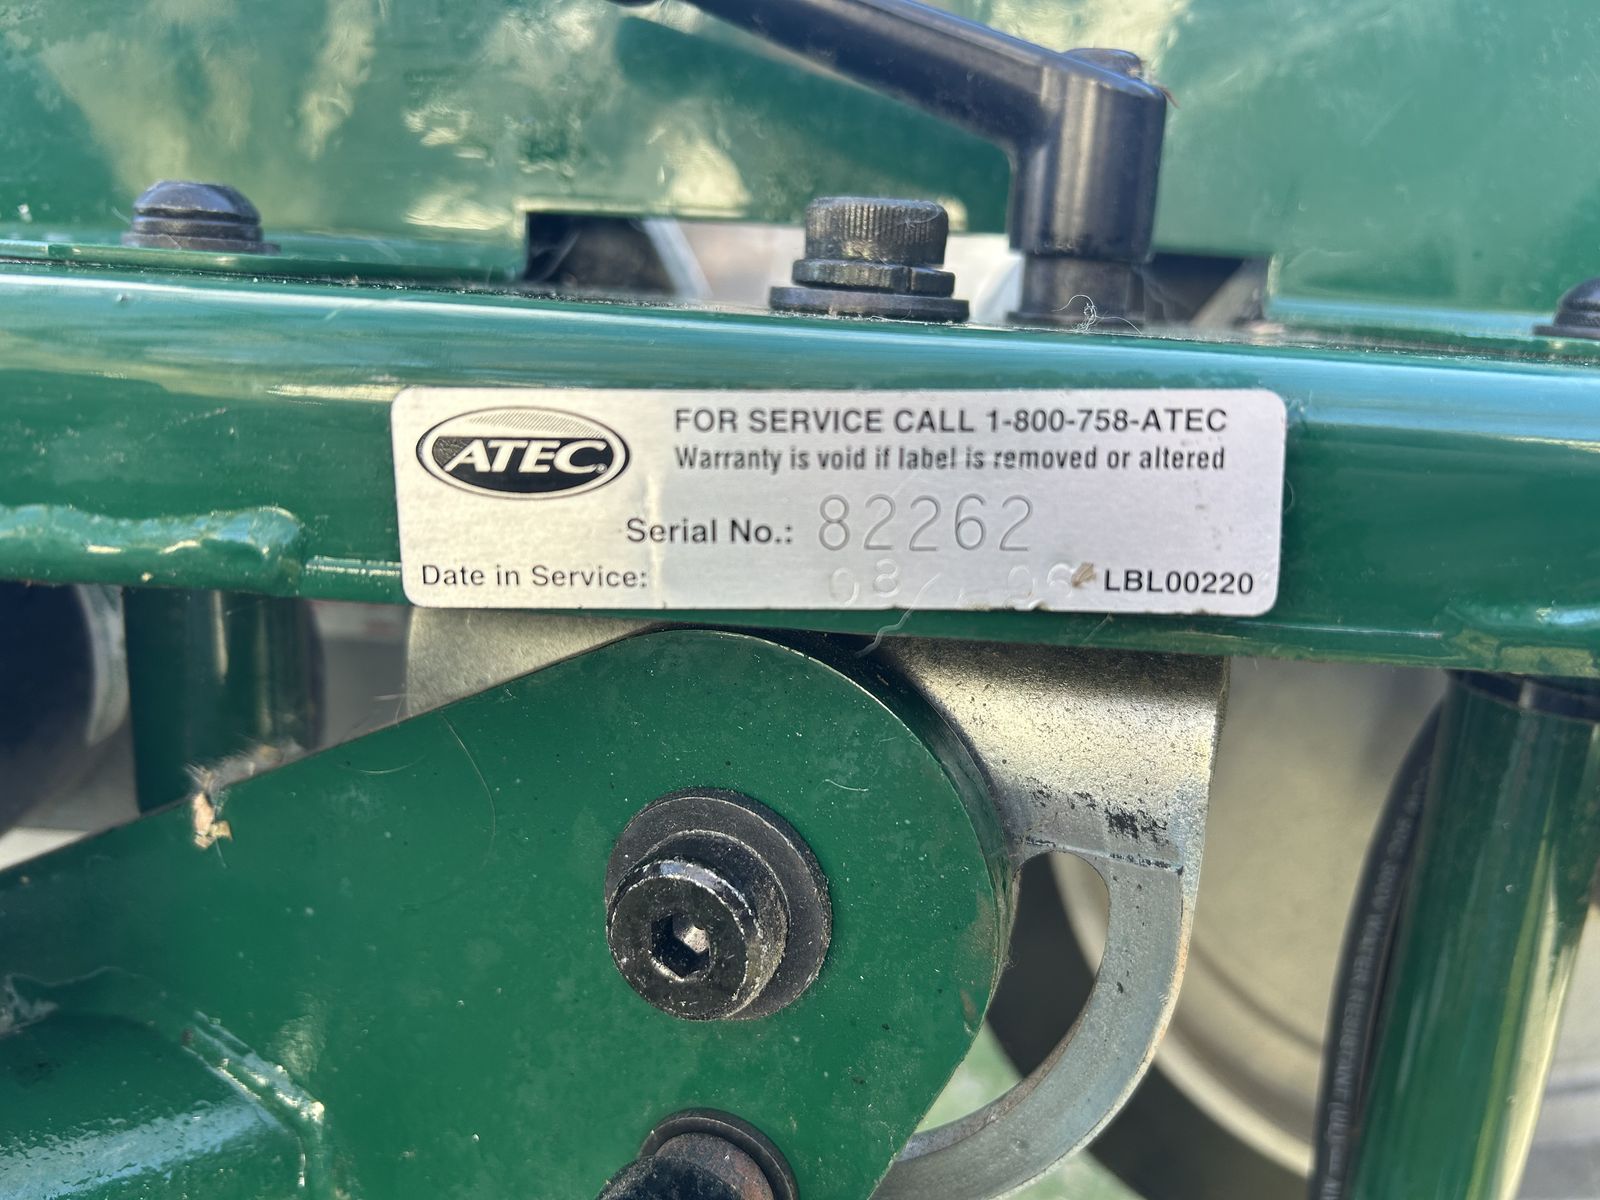 ATEC
FOR SERVICE CALL 1-800-758-ATEC
Warranty is void if label is removed or altered
Serial No.: 82262
Date in Service:
LBL00220